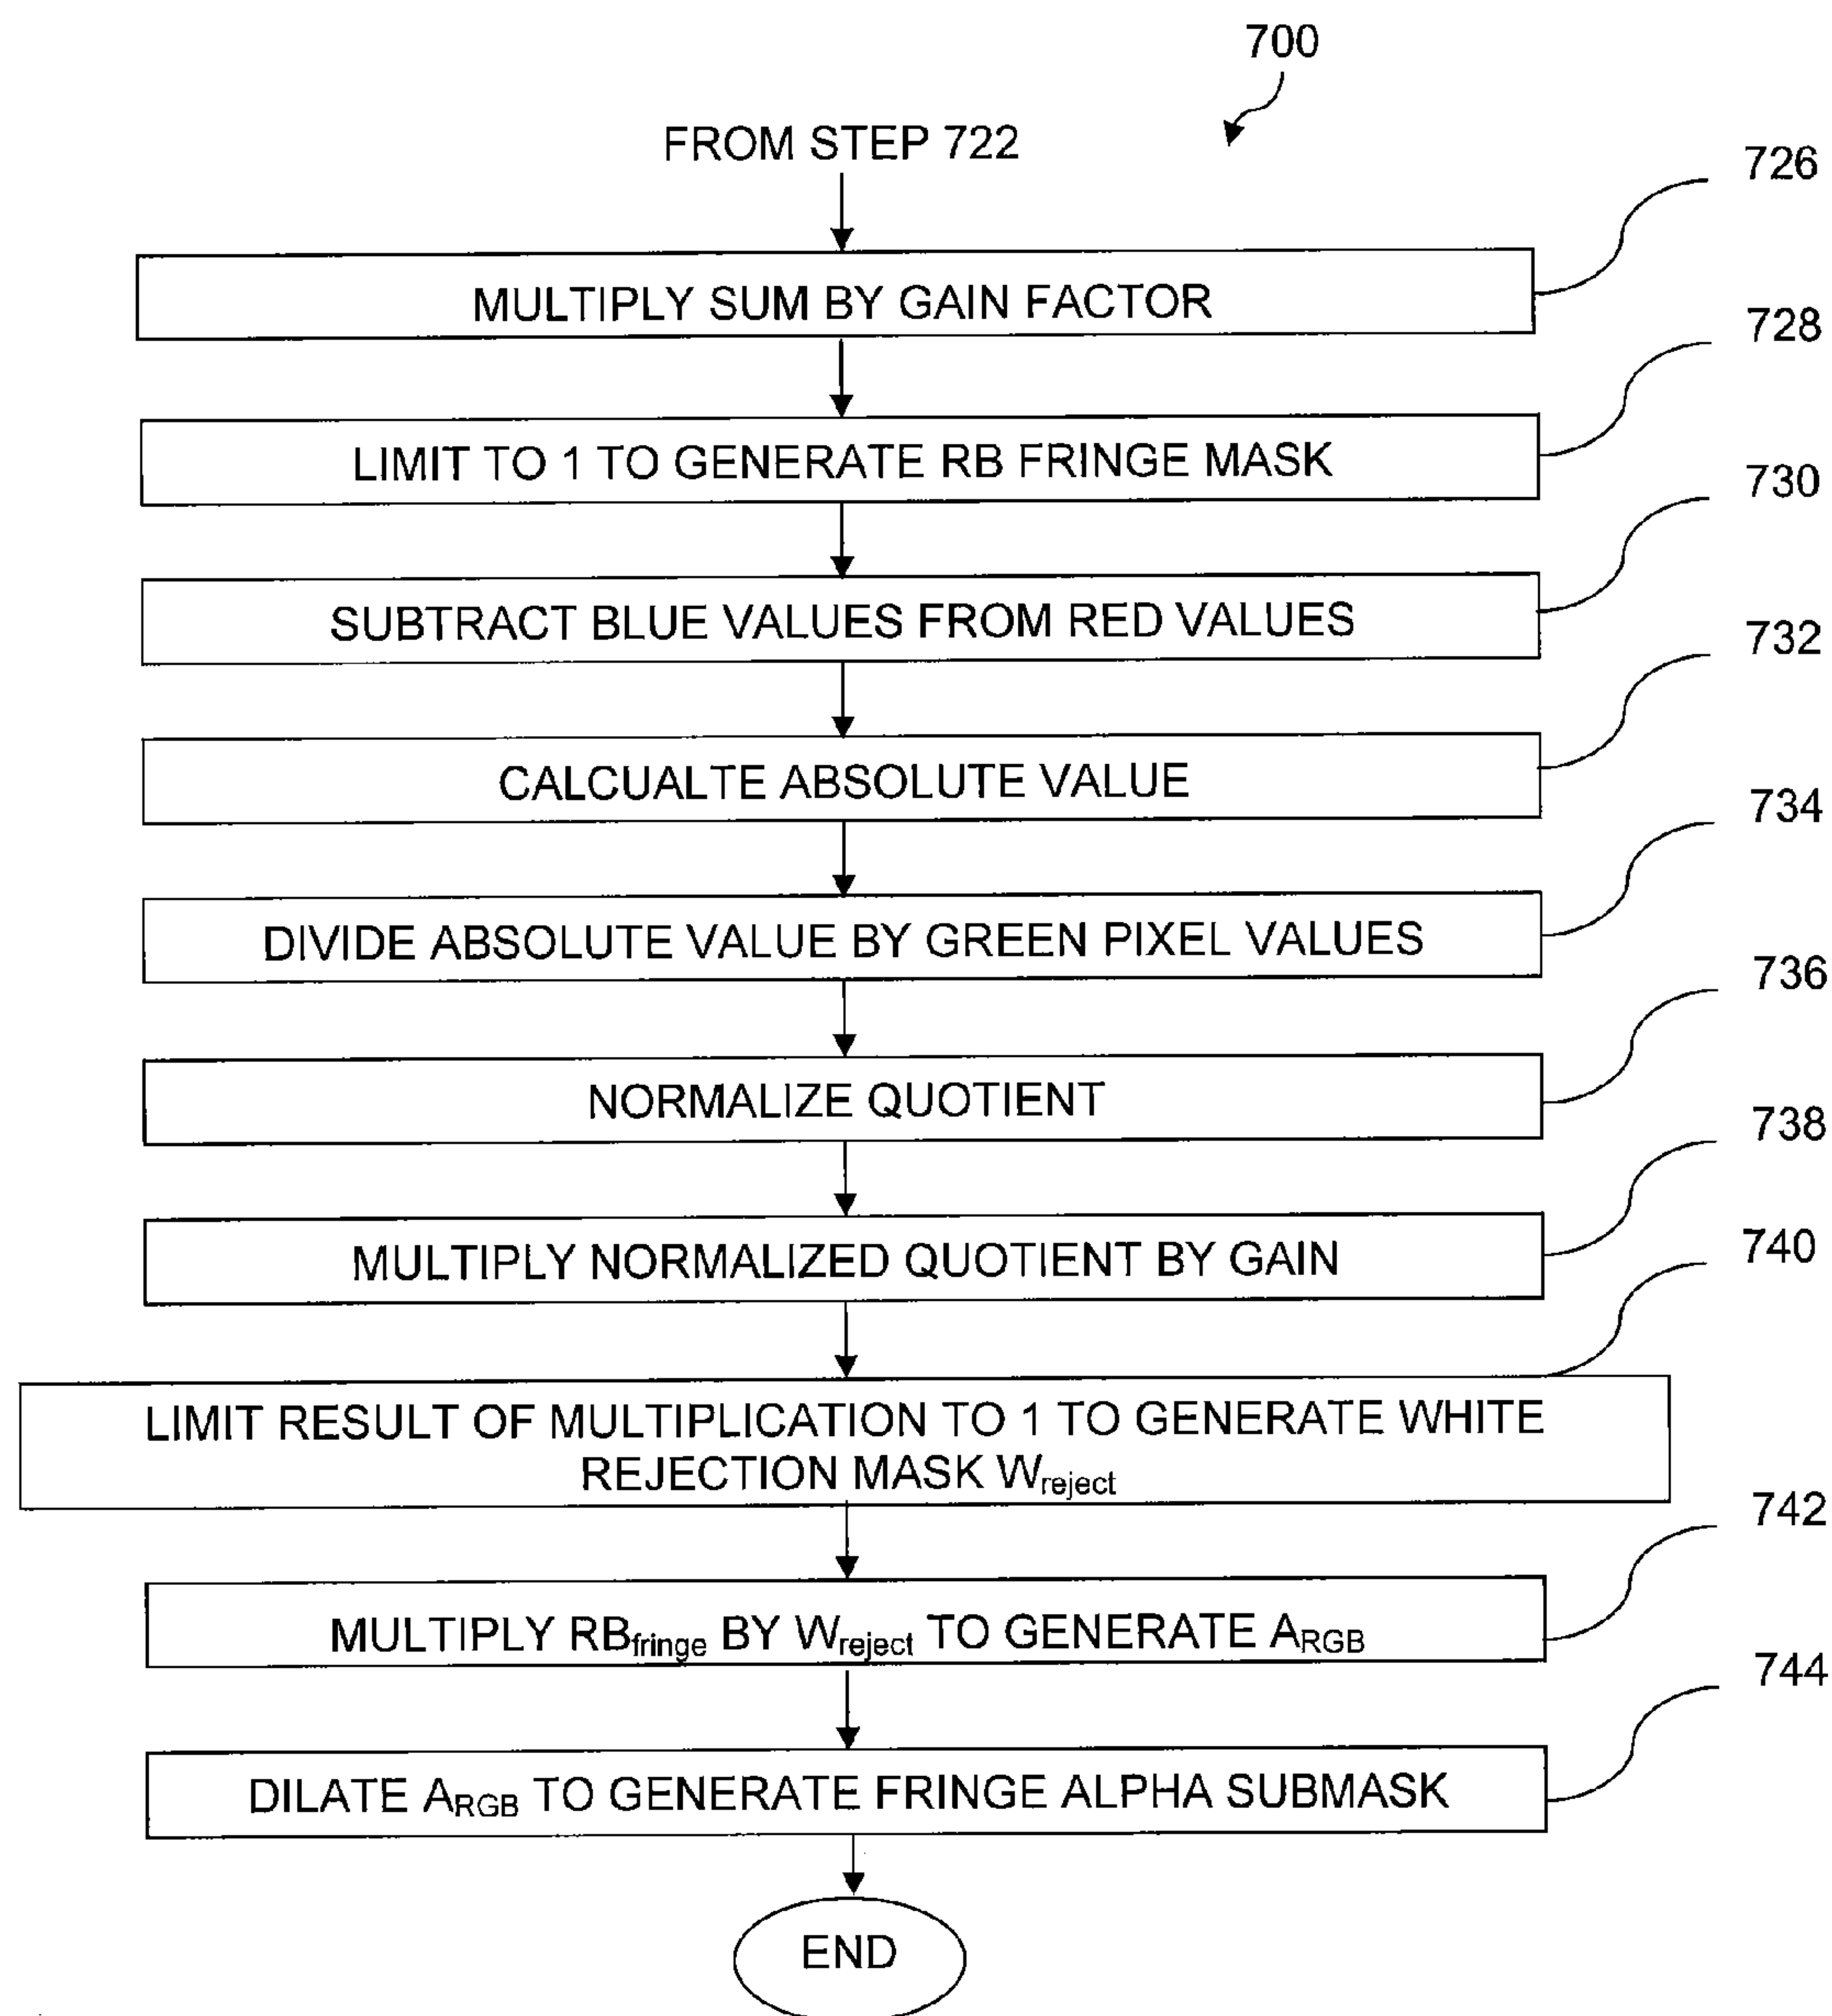 700
FROM STEP 722
726
MULTIPLY SUM BY GAIN FACTOR
728
LIMIT TO 1 TO GENERATE RB FRINGE MASK
730
SUBTRACT BLUE VALUES FROM RED VALUES
732
CALCUALTE ABSOLUTE VALUE
734
DIVIDE ABSOLUTE VALUE BY GREEN PIXEL VALUES
736
NORMALIZE QUOTIENT
738
MULTIPLY NORMALIZED QUOTIENT BY GAIN
740
LIMIT RESULT OF MULTIPLICATION TO 1 TO GENERATE WHITE
REJECTION MASK Wreject
742
MULTIPLY RBfringe BY Wreject TO GENERATE ARGB
744
DILATE ARGB TO GENERATE FRINGE ALPHA SUBMASK
END